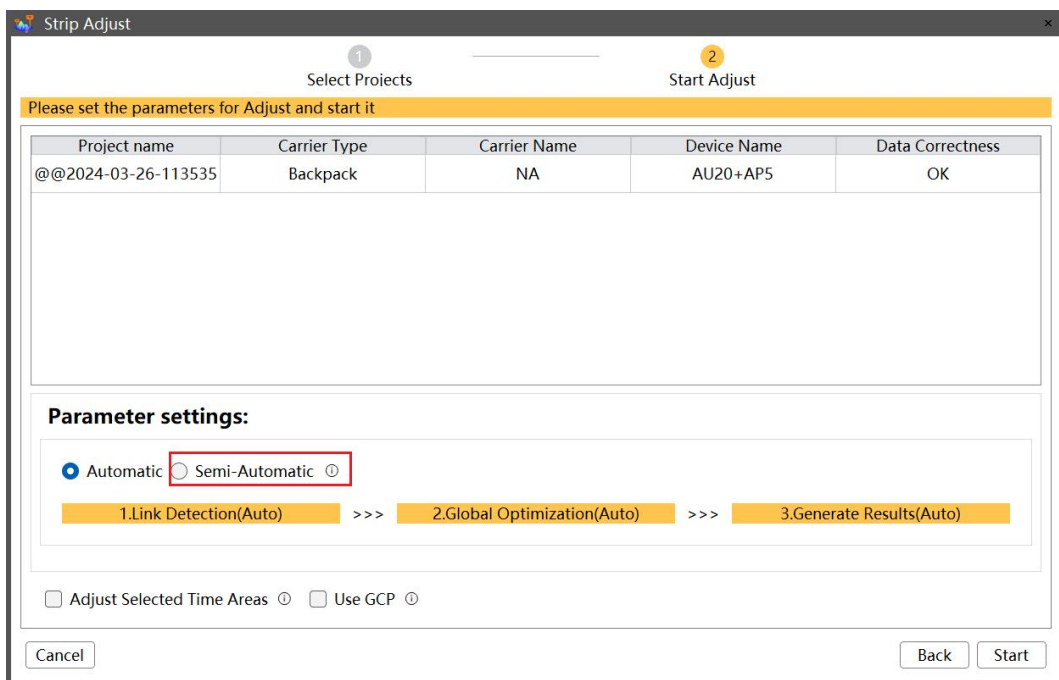 Strip Adjust
1
2
Select Projects
Start Adjust
Please set the parameters for Adjust and start it
Project name Carrier Type Carrier Name Device Name Data Correctness
@@2024-03-26-113535 Backpack NA AU20+AP5 OK
Parameter settings:
Automatic Semi-Automatic
1.Link Detection(Auto) >>> 2.Global Optimization(Auto) >>> 3.Generate Results(Auto)
Adjust Selected Time Areas Use GCP
Cancel Back Start